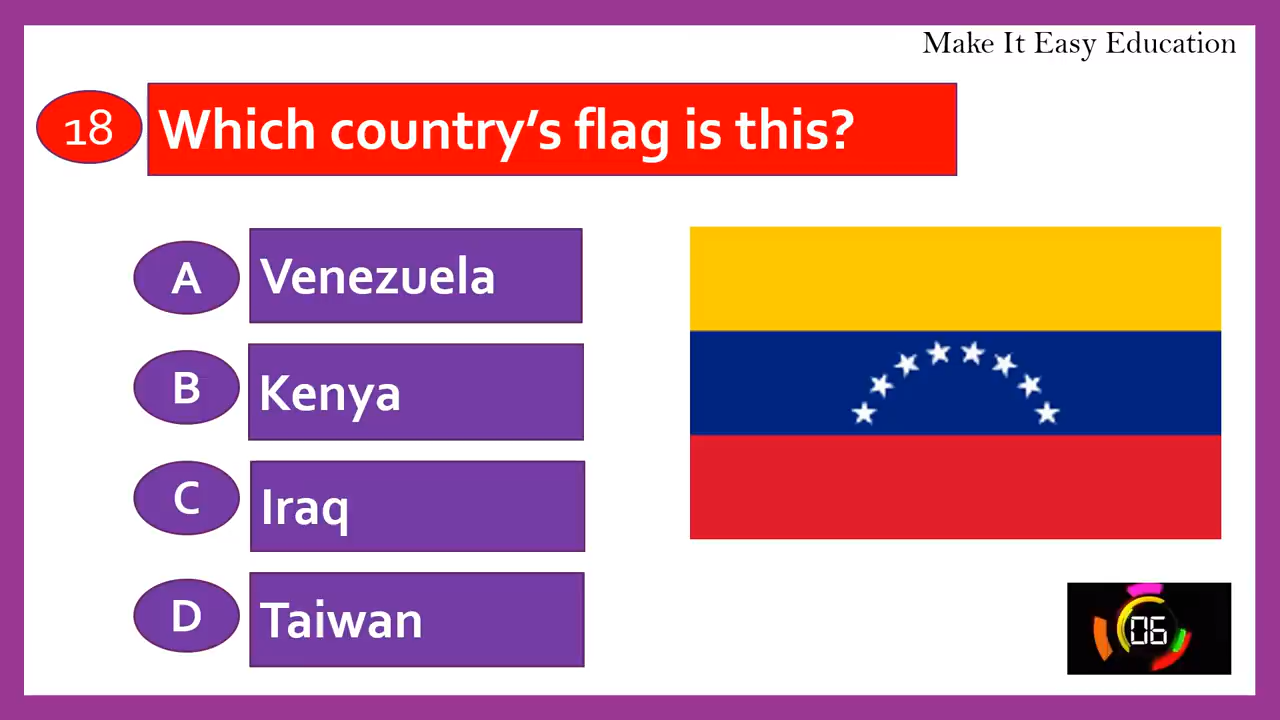 Make It Easy Education
18 Which country's flag is this?
A Venezuela
B Kenya
C Iraq
D Taiwan
06